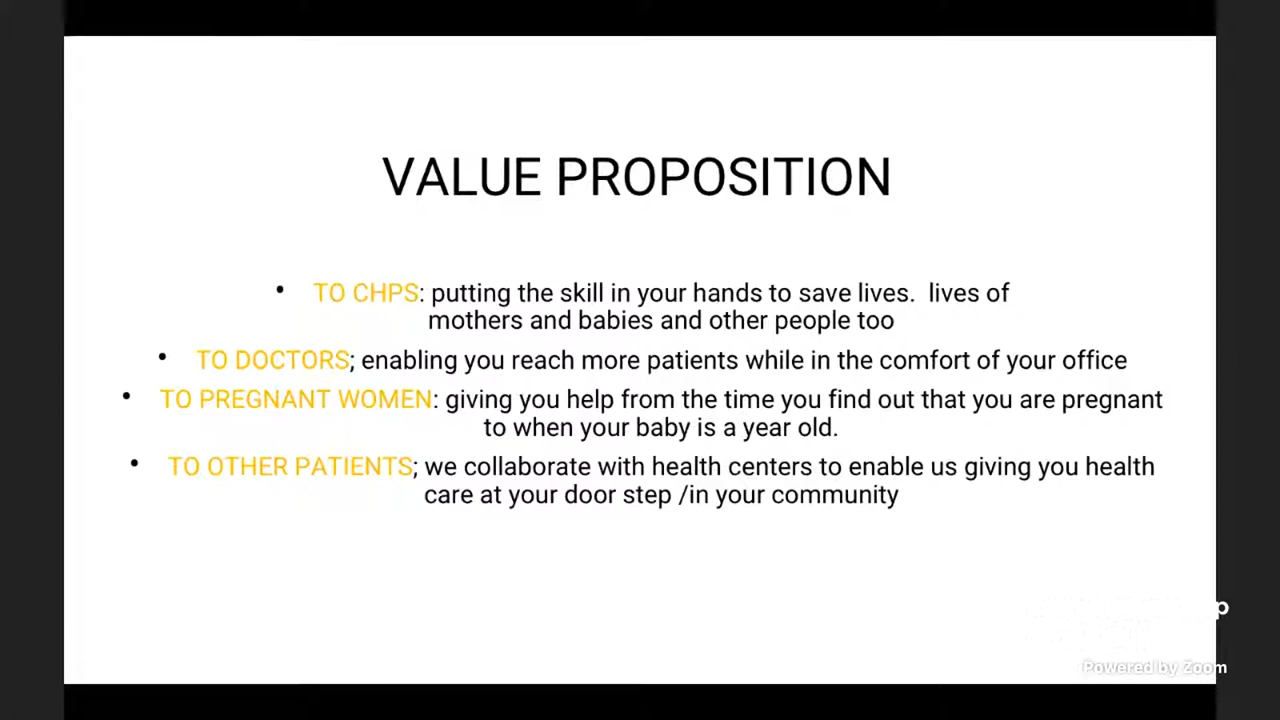 VALUE PROPOSITION
• TO CHPS: putting the skill in your hands to save lives.  lives of
mothers and babies and other people too
• TO DOCTORS; enabling you reach more patients while in the comfort of your office
• TO PREGNANT WOMEN: giving you help from the time you find out that you are pregnant
to when your baby is a year old.
• TO OTHER PATIENTS; we collaborate with health centers to enable us giving you health
care at your door step /in your community
Powered by Zoom